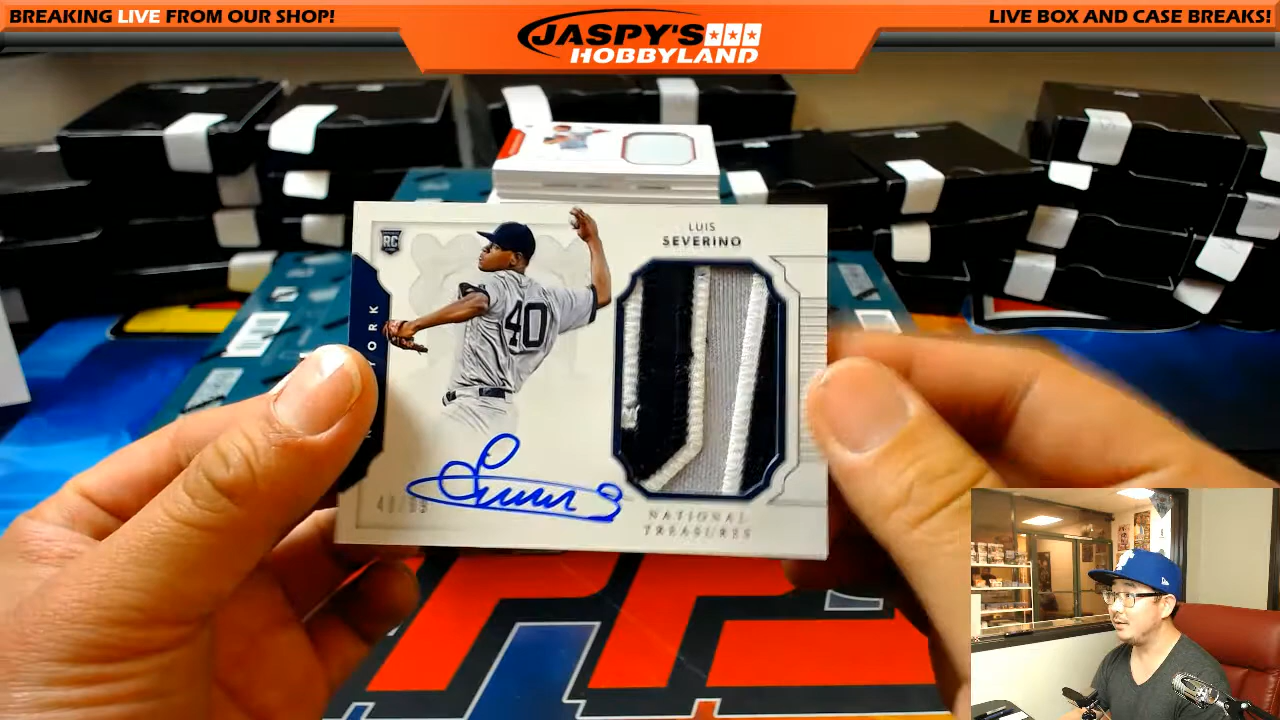 BREAKING LIVE FROM OUR SHOP!
JASPY'S
HOBBYLAND
LIVE BOX AND CASE BREAKS!
RC
LUIS
SEVERINO
40
NATIONAL
TREASURES